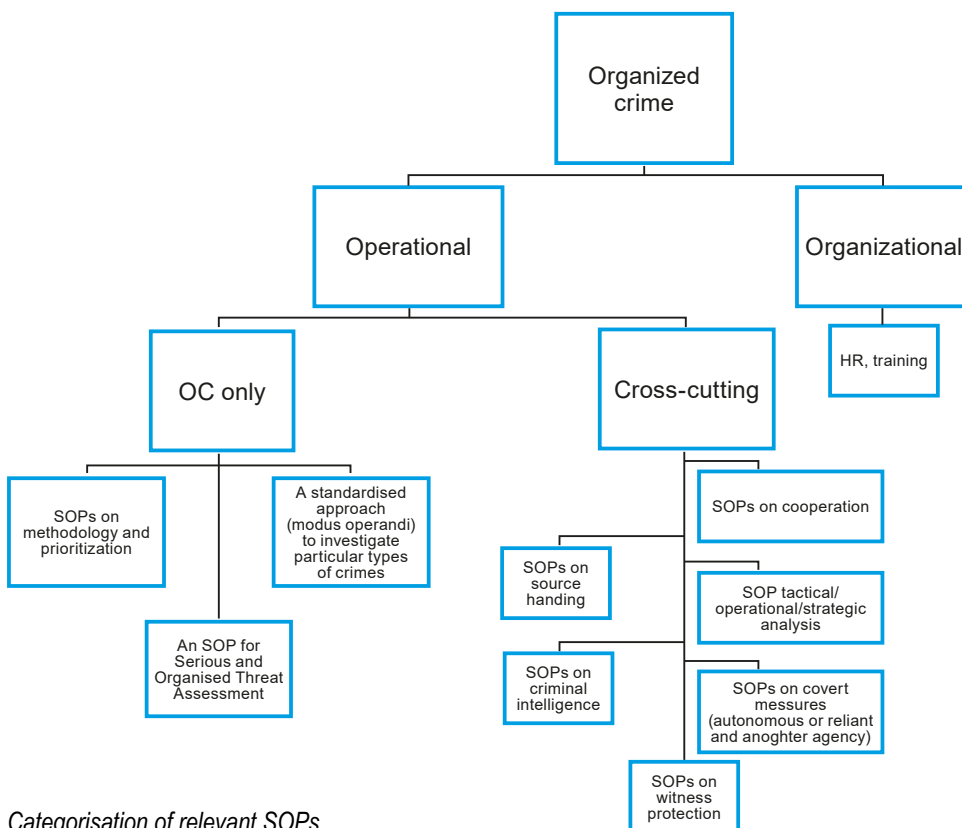 Organized
crime
Operational
Organizational
OC only
Cross-cutting
HR, training
SOPs on
methodology and
prioritization
A standardised
approach
(modus operandi)
to investigate
particular types
of crimes
An SOP for
Serious and
Organised Threat
Assessment
SOPs on cooperation
SOPs on
source
handing
SOP tactical/
operational/strategic
analysis
SOPs on
criminal
intelligence
SOPs on covert
messures
(autonomous or reliant
and anoghter agency)
SOPs on
witness
protection
Categorisation of relevant SOPs